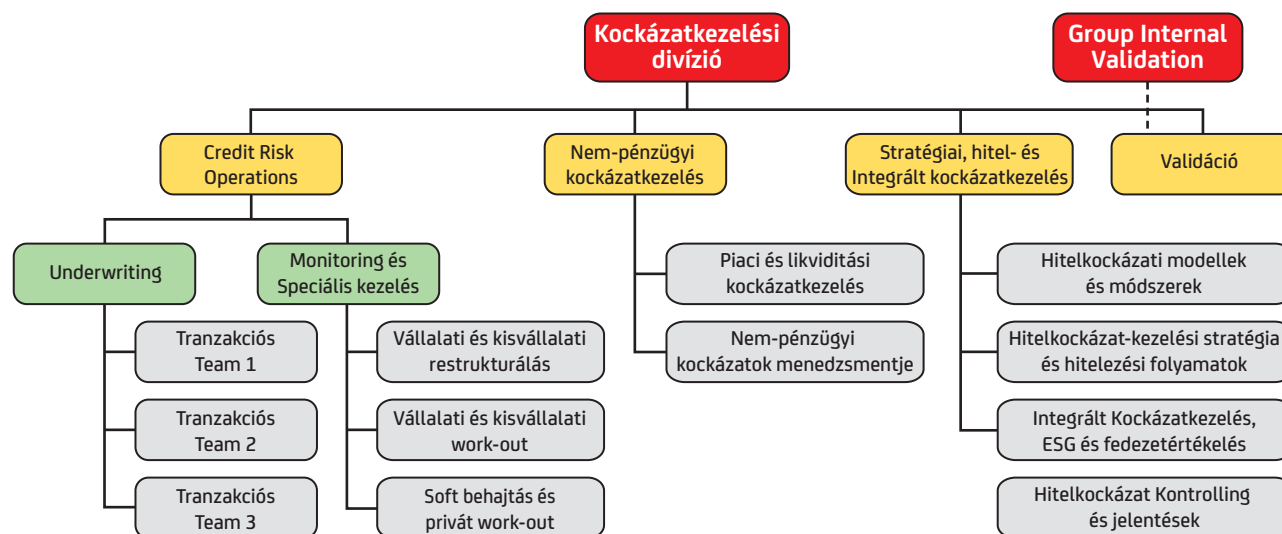 Kockázatkezelési
divízió
Group Internal
Validation
Credit Risk
Operations
Nem-pénzügyi
kockázatkezelés
Stratégiai, hitel- és
Integrált kockázatkezelés
Validáció
Underwriting
Monitoring és
Speciális kezelés
Tranzakciós
Team 1
Tranzakciós
Team 2
Tranzakciós
Team 3
Vállalati és kisvállalati
restrukturálás
Vállalati és kisvállalati
work-out
Soft behajtás és
privát work-out
Piaci és likviditási
kockázatkezelés
Nem-pénzügyi
kockázatok menedzsmentje
Hitelkockázati modellek
és módszerek
Hitelkockázat-kezelési stratégia
és hitelezési folyamatok
Integrált Kockázatkezelés,
ESG és fedezetértékelés
Hitelkockázat Kontrolling
és jelentések